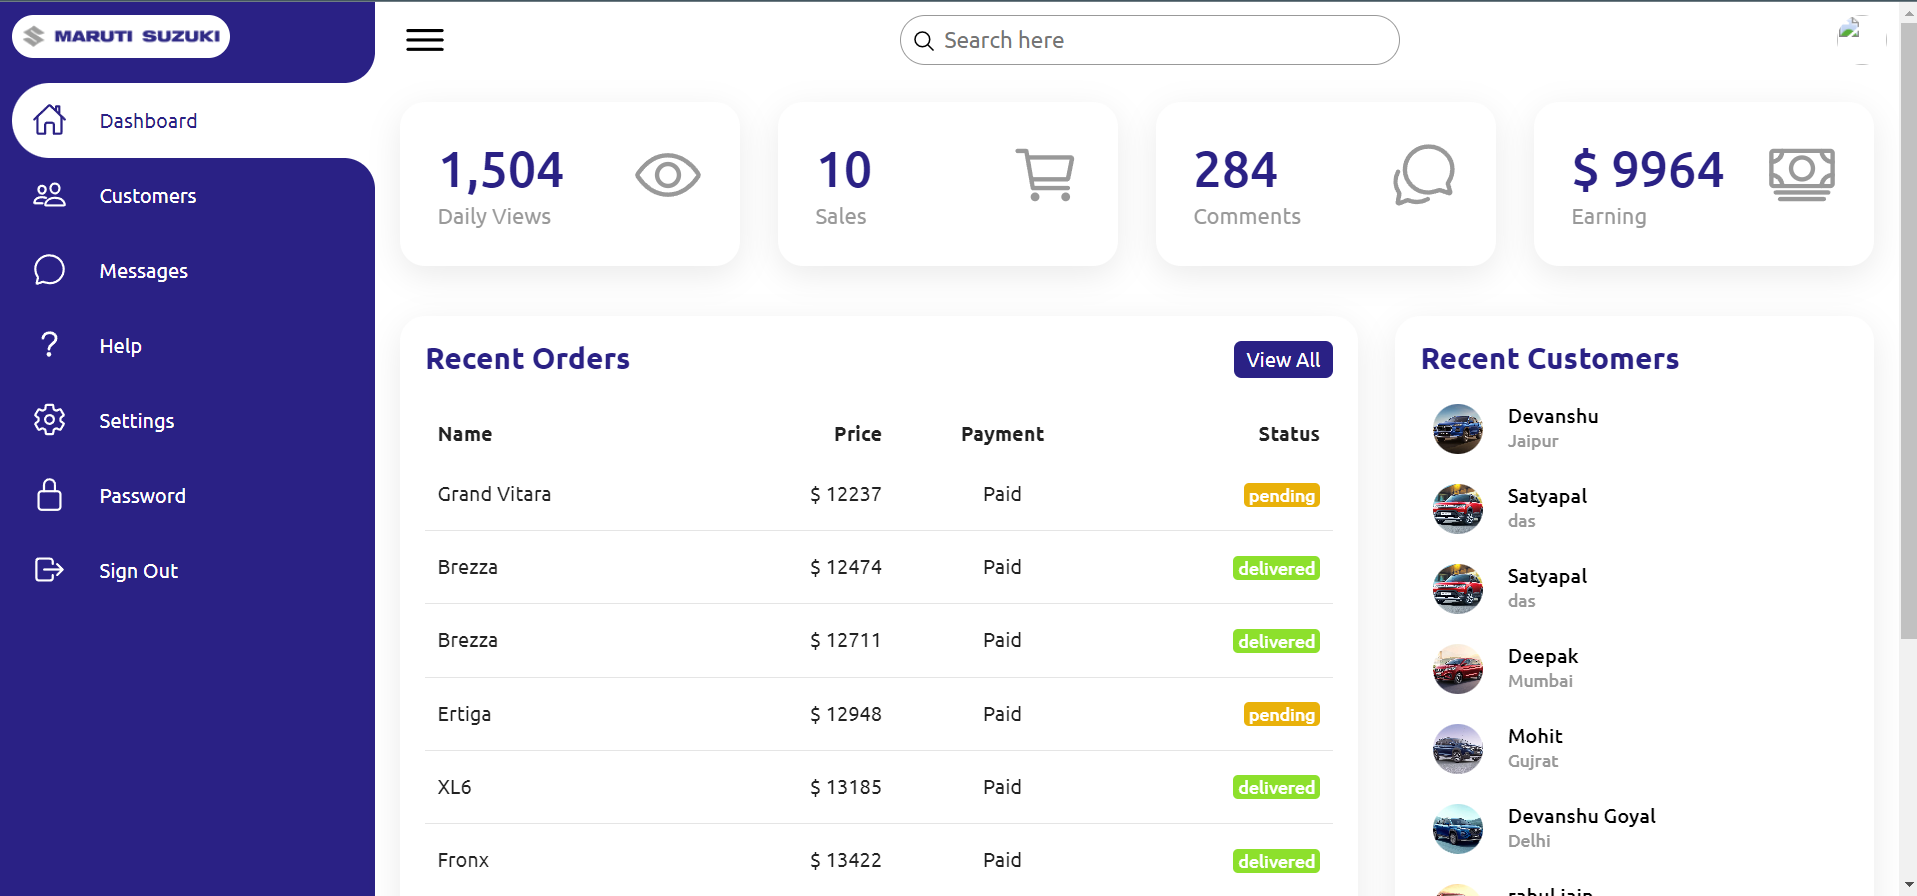 MARUTI SUZUKI
Search here
Dashboard
Customers
Messages
Help
Settings
Password
Sign Out
1,504
Daily Views
10
Sales
284
Comments
$ 9964
Earning
Recent Orders
View All
Name Price Payment Status
Grand Vitara $ 12237 Paid pending
Brezza $ 12474 Paid delivered
Brezza $ 12711 Paid delivered
Ertiga $ 12948 Paid pending
XL6 $ 13185 Paid delivered
Fronx $ 13422 Paid delivered
Recent Customers
Devanshu
Jaipur
Satyapal
das
Satyapal
das
Deepak
Mumbai
Mohit
Gujrat
Devanshu Goyal
Delhi
rahul jain